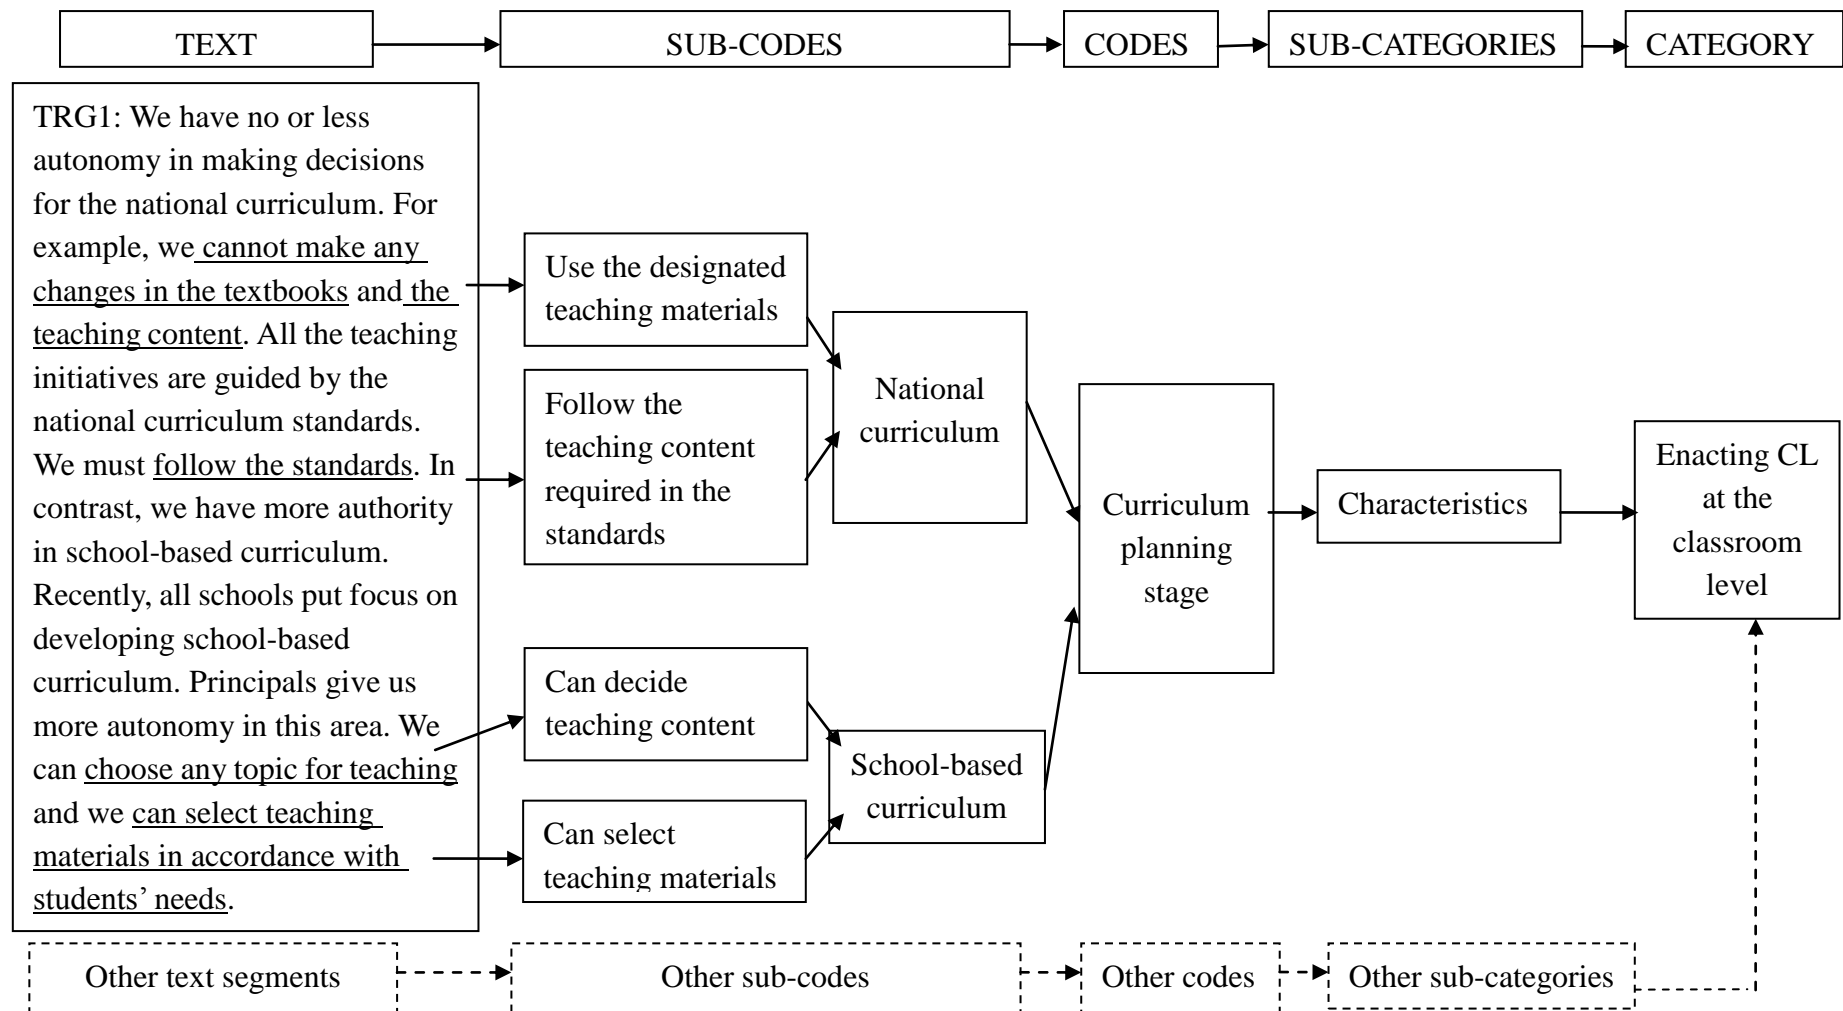 TEXT
SUB-CODES
CODES
SUB-CATEGORIES
CATEGORY
TRG1: We have no or less
autonomy in making decisions
for the national curriculum. For
example, we cannot make any
changes in the textbooks and the
teaching content. All the teaching
initiatives are guided by the
national curriculum standards.
We must follow the standards. In
contrast, we have more authority
in school-based curriculum.
Recently, all schools put focus on
developing school-based
curriculum. Principals give us
more autonomy in this area. We
can choose any topic for teaching
and we can select teaching
materials in accordance with
students’ needs.
Use the designated
teaching materials
Follow the
teaching content
required in the
standards
Can decide
teaching content
Can select
teaching materials
National
curriculum
School-based
curriculum
Curriculum
planning
stage
Characteristics
Enacting CL
at the
classroom
level
Other text segments
Other sub-codes
Other codes
Other sub-categories